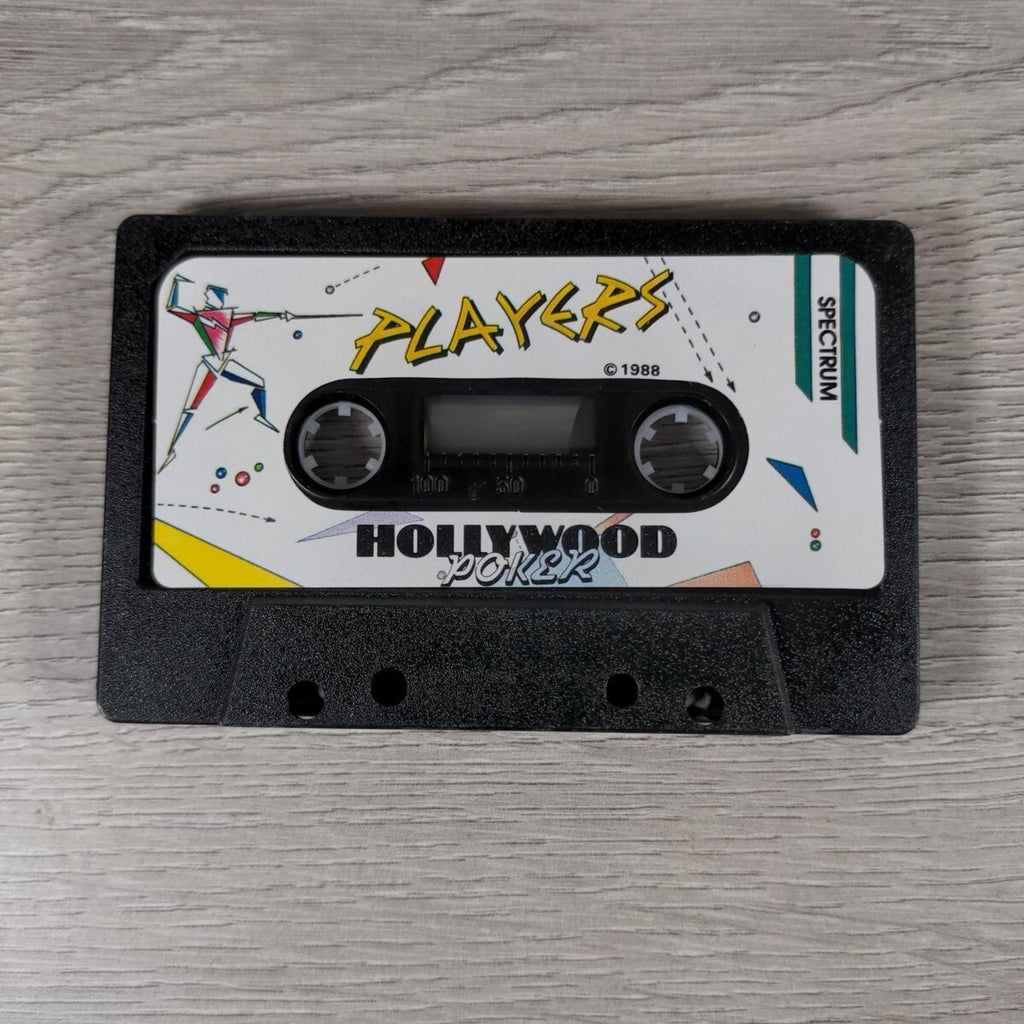 PLAYERS
© 1988
SPECTRUM
100 50 0
HOLLYWOOD
POKER